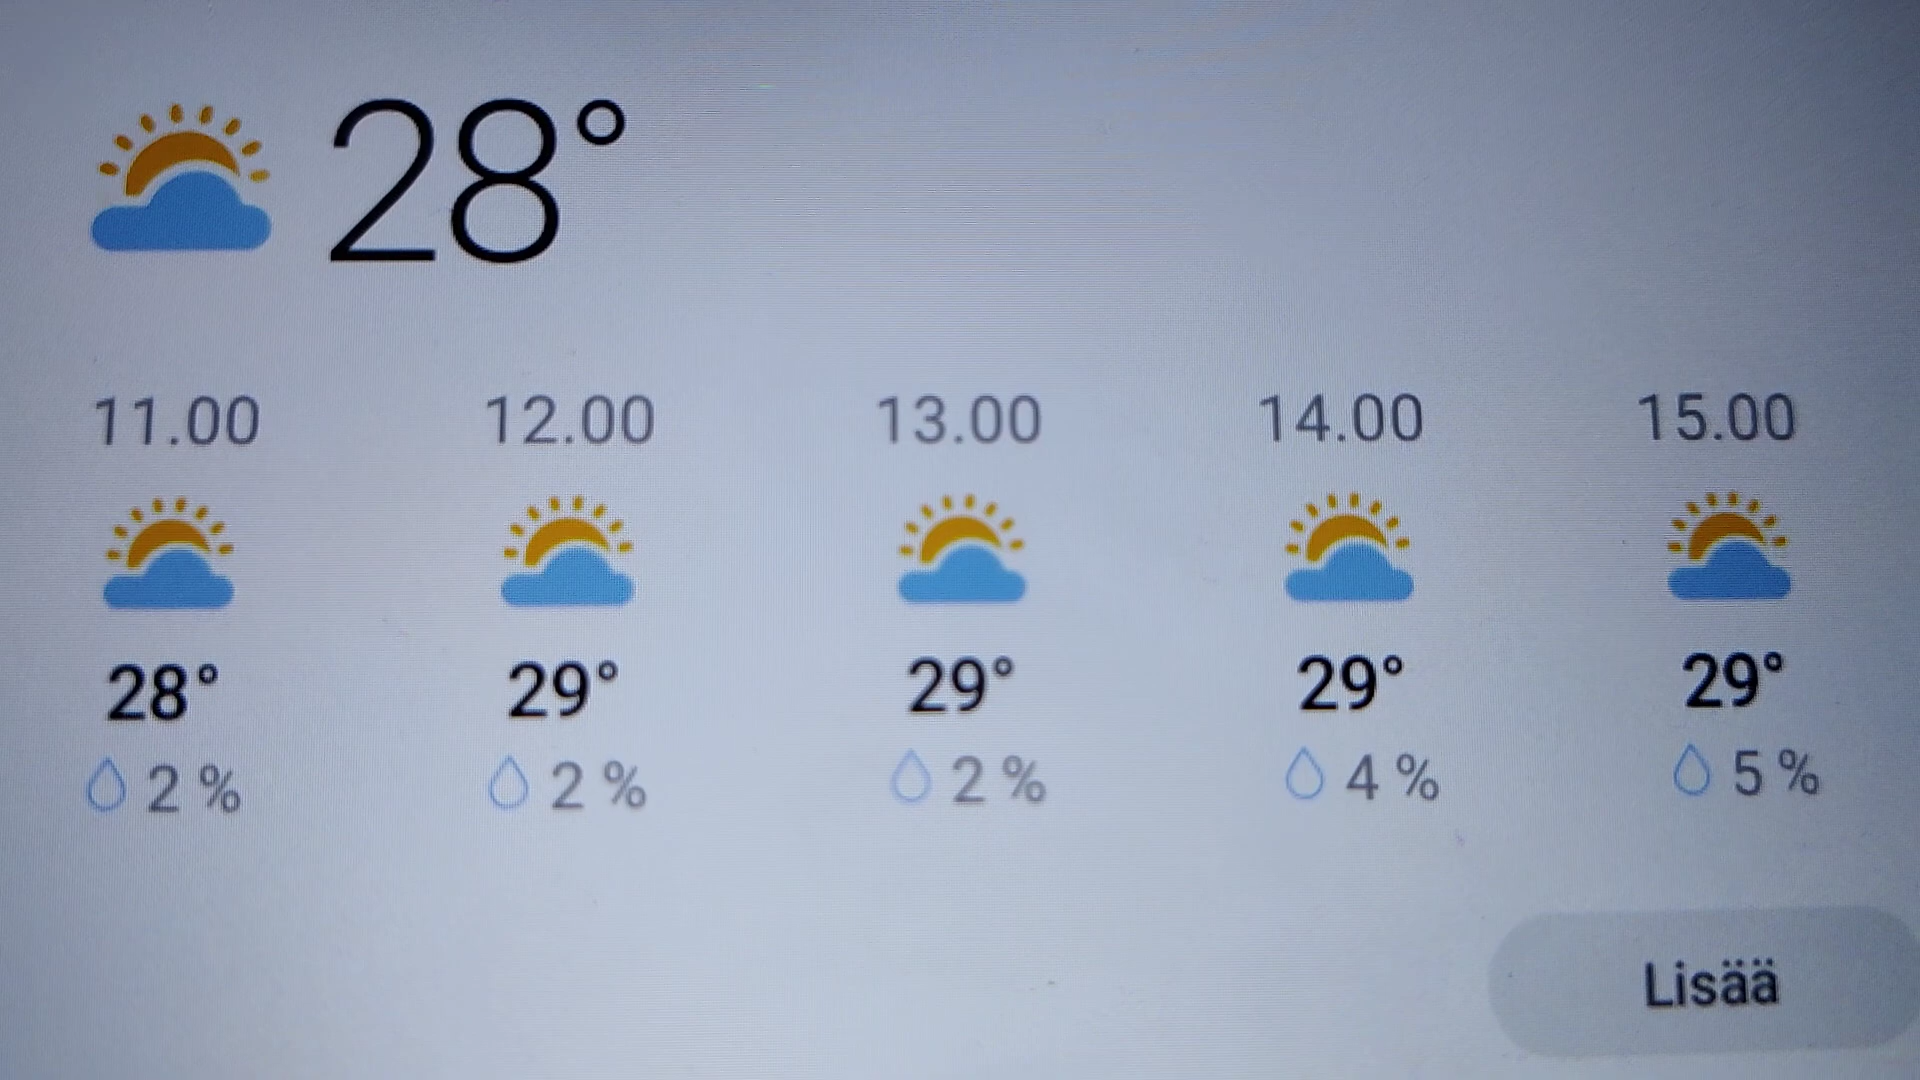 28°
11.00 12.00 13.00 14.00 15.00
28° 29° 29° 29° 29°
2 % 2 % 2 % 4 % 5 %
Lisää